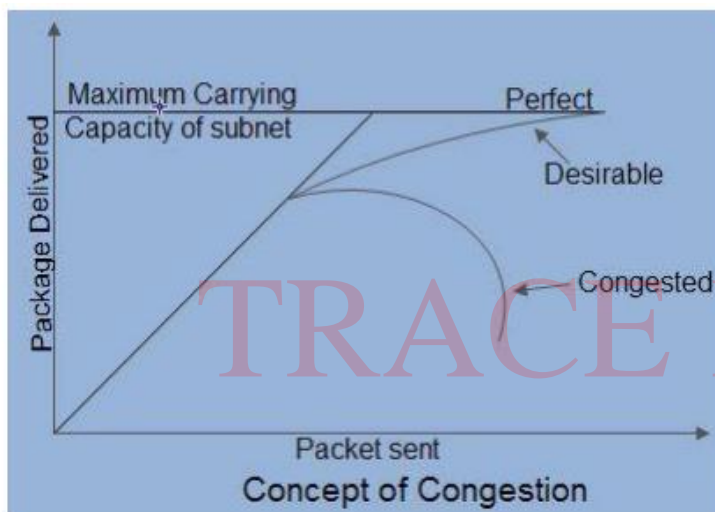 Maximum Carrying
Capacity of subnet
Perfect
Desirable
Package Delivered
Congested
TRACE
Packet sent
Concept of Congestion